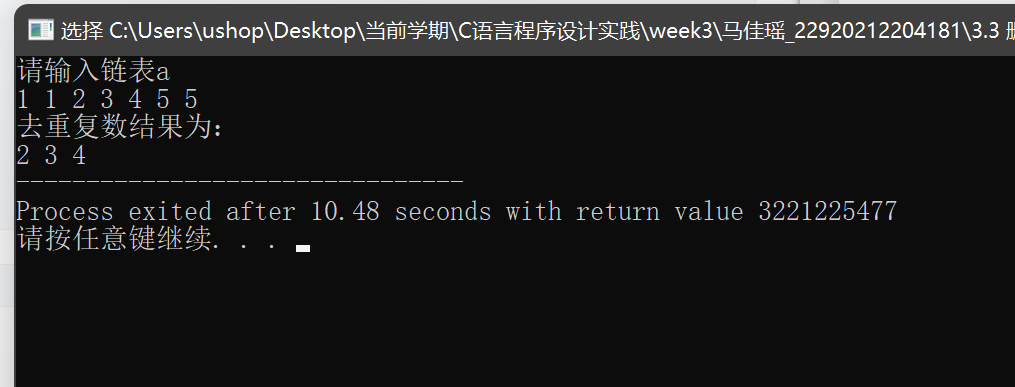 选择 C:\Users\ushop\Desktop\当前学期\C语言程序设计实践\week3\马佳瑶_22920212204181\3.3
请输入链表a
1 1 2 3 4 5 5
去重复数结果为:
2 3 4
--------------------------------
Process exited after 10.48 seconds with return value 3221225477
请按任意键继续. . .